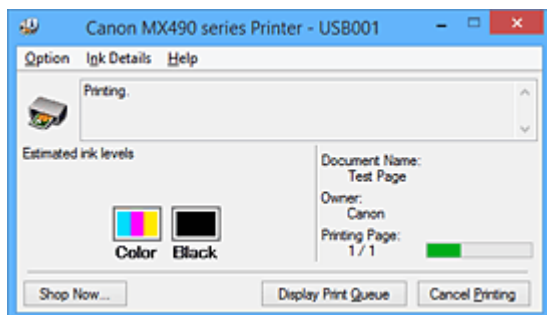 Canon MX490 series Printer - USB001
Option Ink Details Help
Printing.
Estimated ink levels
Document Name:
Test Page
Owner:
Canon
Printing Page:
1 / 1
Color Black
Shop Now... Display Print Queue Cancel Printing